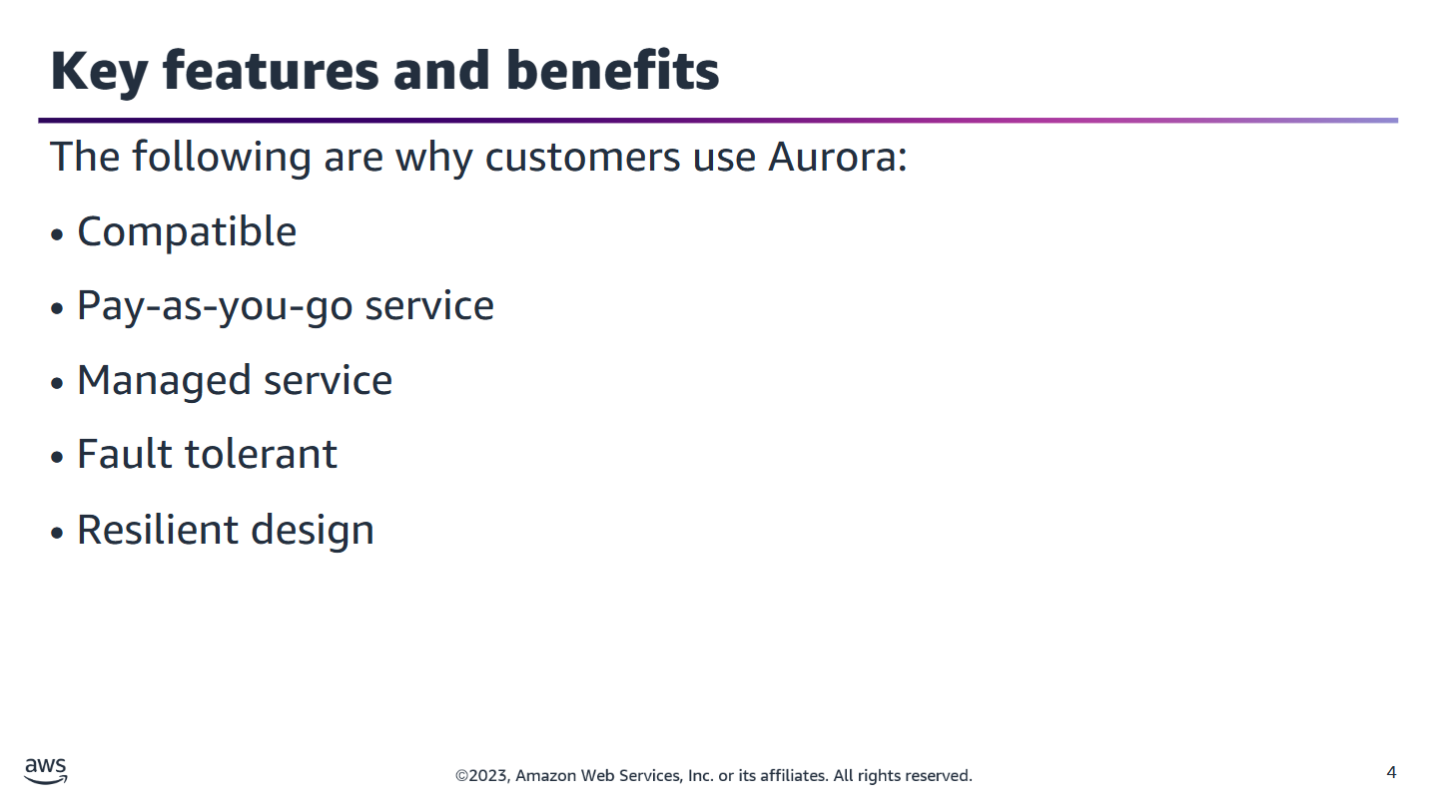 Key features and benefits
The following are why customers use Aurora:
• Compatible
• Pay-as-you-go service
• Managed service
• Fault tolerant
• Resilient design
aws
©2023, Amazon Web Services, Inc. or its affiliates. All rights reserved.
4